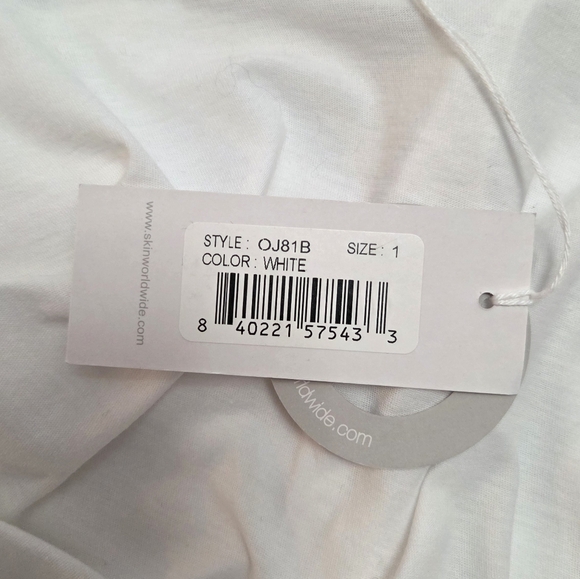 www.skinworldwide.com
STYLE: OJ81B SIZE: 1
COLOR: WHITE
8 40221 57543 3
ldwide.com